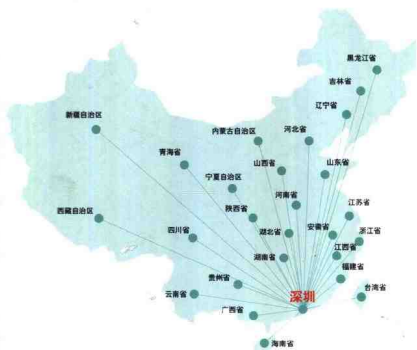 黑龙江省
吉林省
辽宁省
新疆自治区
内蒙古自治区
河北省
青海省
山西省
山东省
宁夏自治区
河南省
西藏自治区
陕西省
江苏省
四川省
湖北省
安徽省
浙江省
江西省
湖南省
福建省
贵州省
云南省
深圳
台湾省
广西省
海南省